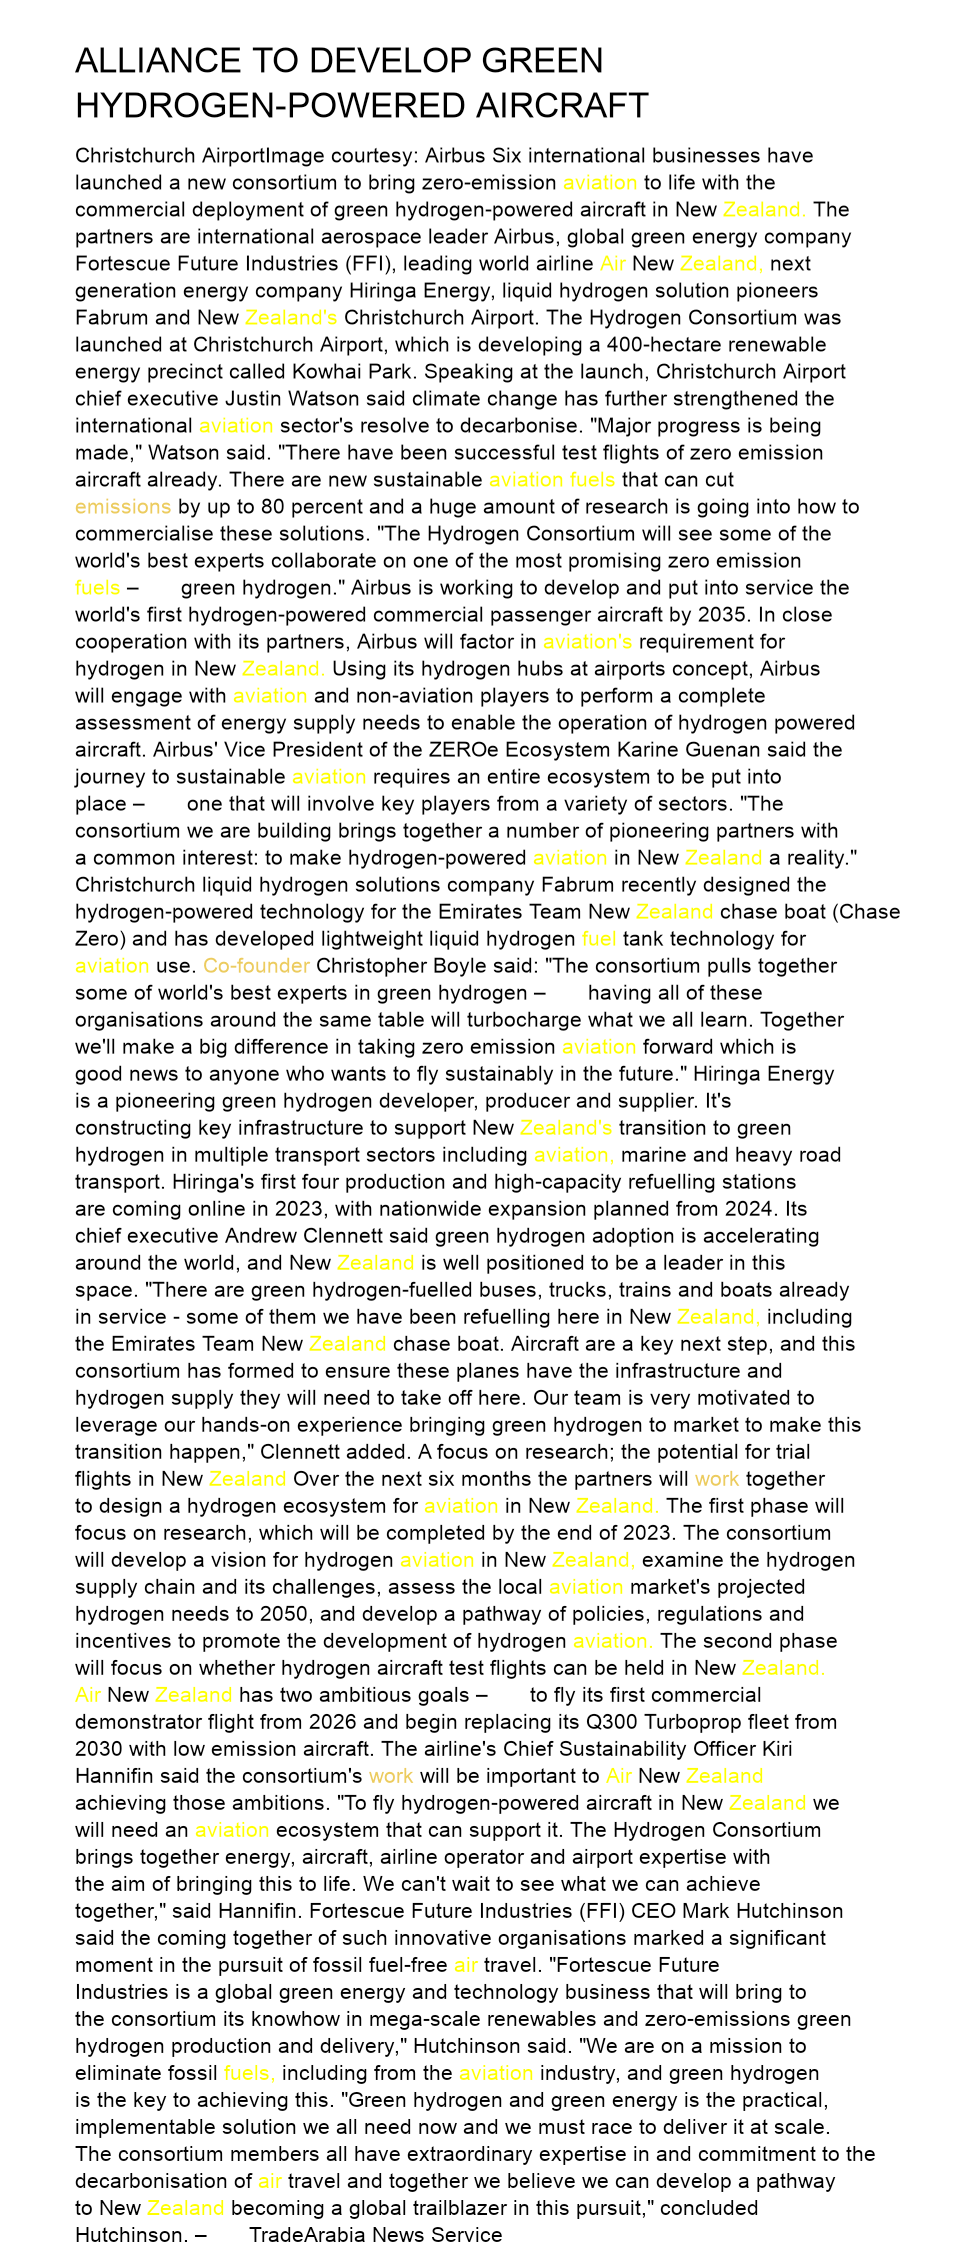 ALLIANCE TO DEVELOP GREEN
HYDROGEN-POWERED AIRCRAFT
Christchurch AirportImage courtesy: Airbus Six international businesses have
launched a new consortium to bring zero-emission aviation to life with the
commercial deployment of green hydrogen-powered aircraft in New Zealand. The
partners are international aerospace leader Airbus, global green energy company
Fortescue Future Industries (FFI), leading world airline Air New Zealand, next
generation energy company Hiringa Energy, liquid hydrogen solution pioneers
Fabrum and New Zealand's Christchurch Airport. The Hydrogen Consortium was
launched at Christchurch Airport, which is developing a 400-hectare renewable
energy precinct called Kowhai Park. Speaking at the launch, Christchurch Airport
chief executive Justin Watson said climate change has further strengthened the
international aviation sector's resolve to decarbonise. "Major progress is being
made," Watson said. "There have been successful test flights of zero emission
aircraft already. There are new sustainable aviation fuels that can cut
emissions by up to 80 percent and a huge amount of research is going into how to
commercialise these solutions. "The Hydrogen Consortium will see some of the
world's best experts collaborate on one of the most promising zero emission
fuels – green hydrogen." Airbus is working to develop and put into service the
world's first hydrogen-powered commercial passenger aircraft by 2035. In close
cooperation with its partners, Airbus will factor in aviation's requirement for
hydrogen in New Zealand. Using its hydrogen hubs at airports concept, Airbus
will engage with aviation and non-aviation players to perform a complete
assessment of energy supply needs to enable the operation of hydrogen powered
aircraft. Airbus' Vice President of the ZEROe Ecosystem Karine Guenan said the
journey to sustainable aviation requires an entire ecosystem to be put into
place – one that will involve key players from a variety of sectors. "The
consortium we are building brings together a number of pioneering partners with
a common interest: to make hydrogen-powered aviation in New Zealand a reality."
Christchurch liquid hydrogen solutions company Fabrum recently designed the
hydrogen-powered technology for the Emirates Team New Zealand chase boat (Chase
Zero) and has developed lightweight liquid hydrogen fuel tank technology for
aviation use. Co-founder Christopher Boyle said: "The consortium pulls together
some of world's best experts in green hydrogen – having all of these
organisations around the same table will turbocharge what we all learn. Together
we'll make a big difference in taking zero emission aviation forward which is
good news to anyone who wants to fly sustainably in the future." Hiringa Energy
is a pioneering green hydrogen developer, producer and supplier. It's
constructing key infrastructure to support New Zealand's transition to green
hydrogen in multiple transport sectors including aviation, marine and heavy road
transport. Hiringa's first four production and high-capacity refuelling stations
are coming online in 2023, with nationwide expansion planned from 2024. Its
chief executive Andrew Clennett said green hydrogen adoption is accelerating
around the world, and New Zealand is well positioned to be a leader in this
space. "There are green hydrogen-fuelled buses, trucks, trains and boats already
in service - some of them we have been refuelling here in New Zealand, including
the Emirates Team New Zealand chase boat. Aircraft are a key next step, and this
consortium has formed to ensure these planes have the infrastructure and
hydrogen supply they will need to take off here. Our team is very motivated to
leverage our hands-on experience bringing green hydrogen to market to make this
transition happen," Clennett added. A focus on research; the potential for trial
flights in New Zealand Over the next six months the partners will work together
to design a hydrogen ecosystem for aviation in New Zealand. The first phase will
focus on research, which will be completed by the end of 2023. The consortium
will develop a vision for hydrogen aviation in New Zealand, examine the hydrogen
supply chain and its challenges, assess the local aviation market's projected
hydrogen needs to 2050, and develop a pathway of policies, regulations and
incentives to promote the development of hydrogen aviation. The second phase
will focus on whether hydrogen aircraft test flights can be held in New Zealand.
Air New Zealand has two ambitious goals – to fly its first commercial
demonstrator flight from 2026 and begin replacing its Q300 Turboprop fleet from
2030 with low emission aircraft. The airline's Chief Sustainability Officer Kiri
Hannifin said the consortium's work will be important to Air New Zealand
achieving those ambitions. "To fly hydrogen-powered aircraft in New Zealand we
will need an aviation ecosystem that can support it. The Hydrogen Consortium
brings together energy, aircraft, airline operator and airport expertise with
the aim of bringing this to life. We can't wait to see what we can achieve
together," said Hannifin. Fortescue Future Industries (FFI) CEO Mark Hutchinson
said the coming together of such innovative organisations marked a significant
moment in the pursuit of fossil fuel-free air travel. "Fortescue Future
Industries is a global green energy and technology business that will bring to
the consortium its knowhow in mega-scale renewables and zero-emissions green
hydrogen production and delivery," Hutchinson said. "We are on a mission to
eliminate fossil fuels, including from the aviation industry, and green hydrogen
is the key to achieving this. "Green hydrogen and green energy is the practical,
implementable solution we all need now and we must race to deliver it at scale.
The consortium members all have extraordinary expertise in and commitment to the
decarbonisation of air travel and together we believe we can develop a pathway
to New Zealand becoming a global trailblazer in this pursuit," concluded
Hutchinson. – TradeArabia News Service